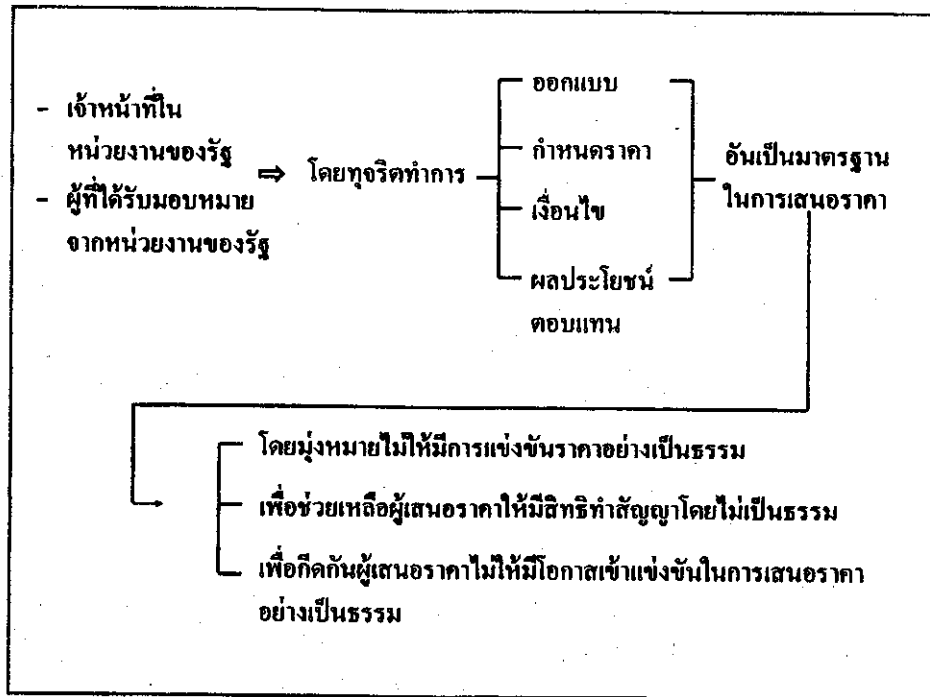 - เจ้าหน้าที่ใน
หน่วยงานของรัฐ
- ผู้ที่ได้รับมอบหมาย
จากหน่วยงานของรัฐ
⇒ โดยทุจริตทำการ
ออกแบบ
กำหนดราคา
เงื่อนไข
ผลประโยชน์
ตอบแทน
อันเป็นมาตรฐาน
ในการเสนอราคา
โดยมุ่งหมายไม่ให้มีการแข่งขันราคาอย่างเป็นธรรม
เพื่อช่วยเหลือผู้เสนอราคาให้มีสิทธิทำสัญญาโดยไม่เป็นธรรม
เพื่อกีดกันผู้เสนอราคาไม่ให้มีโอกาสเข้าแข่งขันในการเสนอราคา
อย่างเป็นธรรม